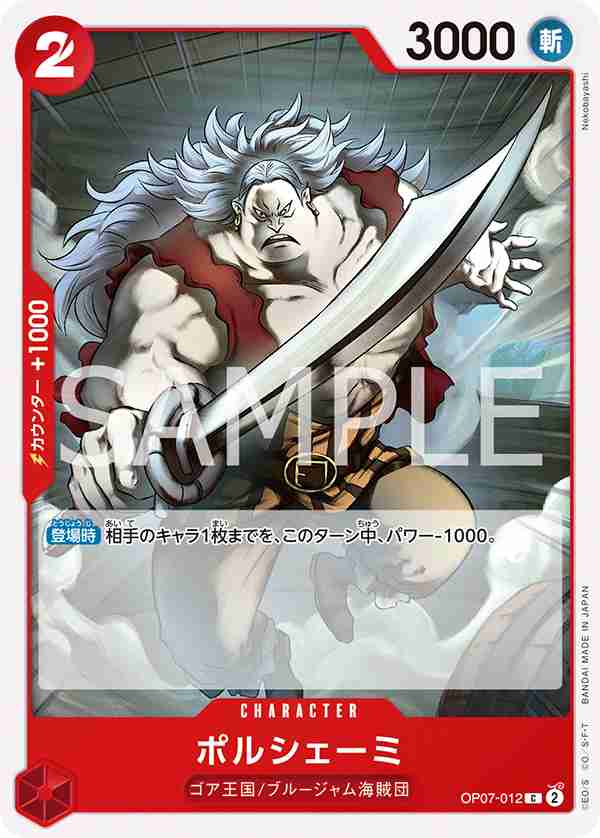 2
3000
斬
Nekobayashi
カウンター +1000
SAMPLE
登場時 相手のキャラ1枚までを、このターン中、パワー-1000。
CHARACTER
ポルシェーミ
ゴア王国/ブルージャム海賊団
OP07-012 C 2
©E.O/S ©O./S・F・T BANDAI MADE IN JAPAN